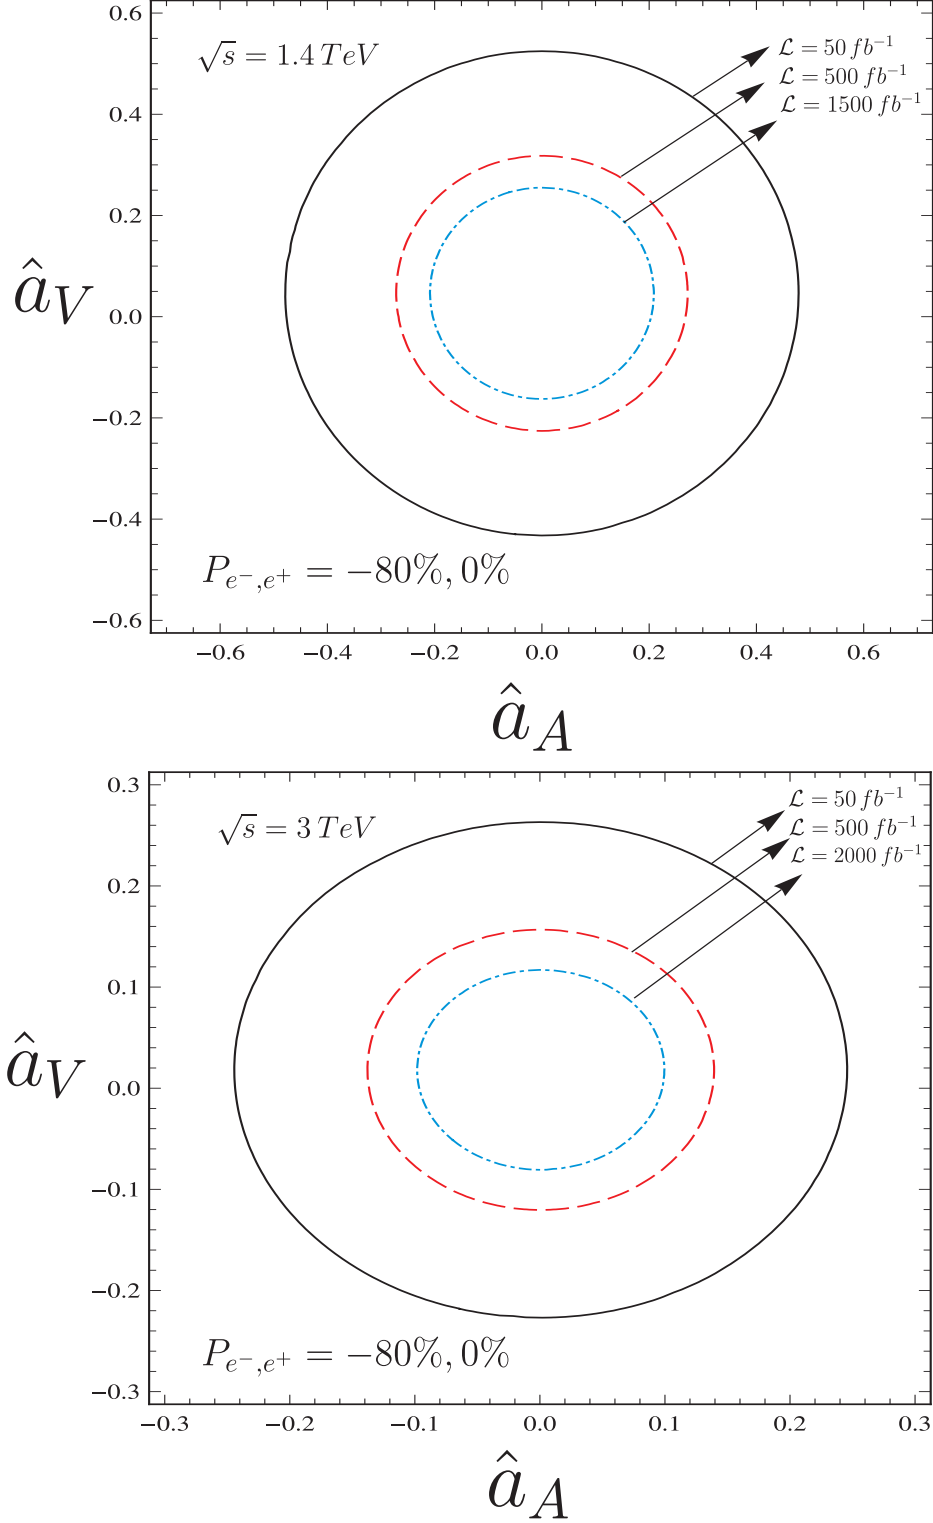 √s = 1.4 TeV
ℒ = 50 fb⁻¹
ℒ = 500 fb⁻¹
ℒ = 1500 fb⁻¹
0.6
0.4
0.2
0.0
−0.2
−0.4
−0.6
â_V
P_{e⁻,e⁺} = −80%, 0%
−0.6 −0.4 −0.2 0.0 0.2 0.4 0.6
â_A
√s = 3 TeV
ℒ = 50 fb⁻¹
ℒ = 500 fb⁻¹
ℒ = 2000 fb⁻¹
0.3
0.2
0.1
0.0
−0.1
−0.2
−0.3
â_V
P_{e⁻,e⁺} = −80%, 0%
−0.3 −0.2 −0.1 0.0 0.1 0.2 0.3
â_A